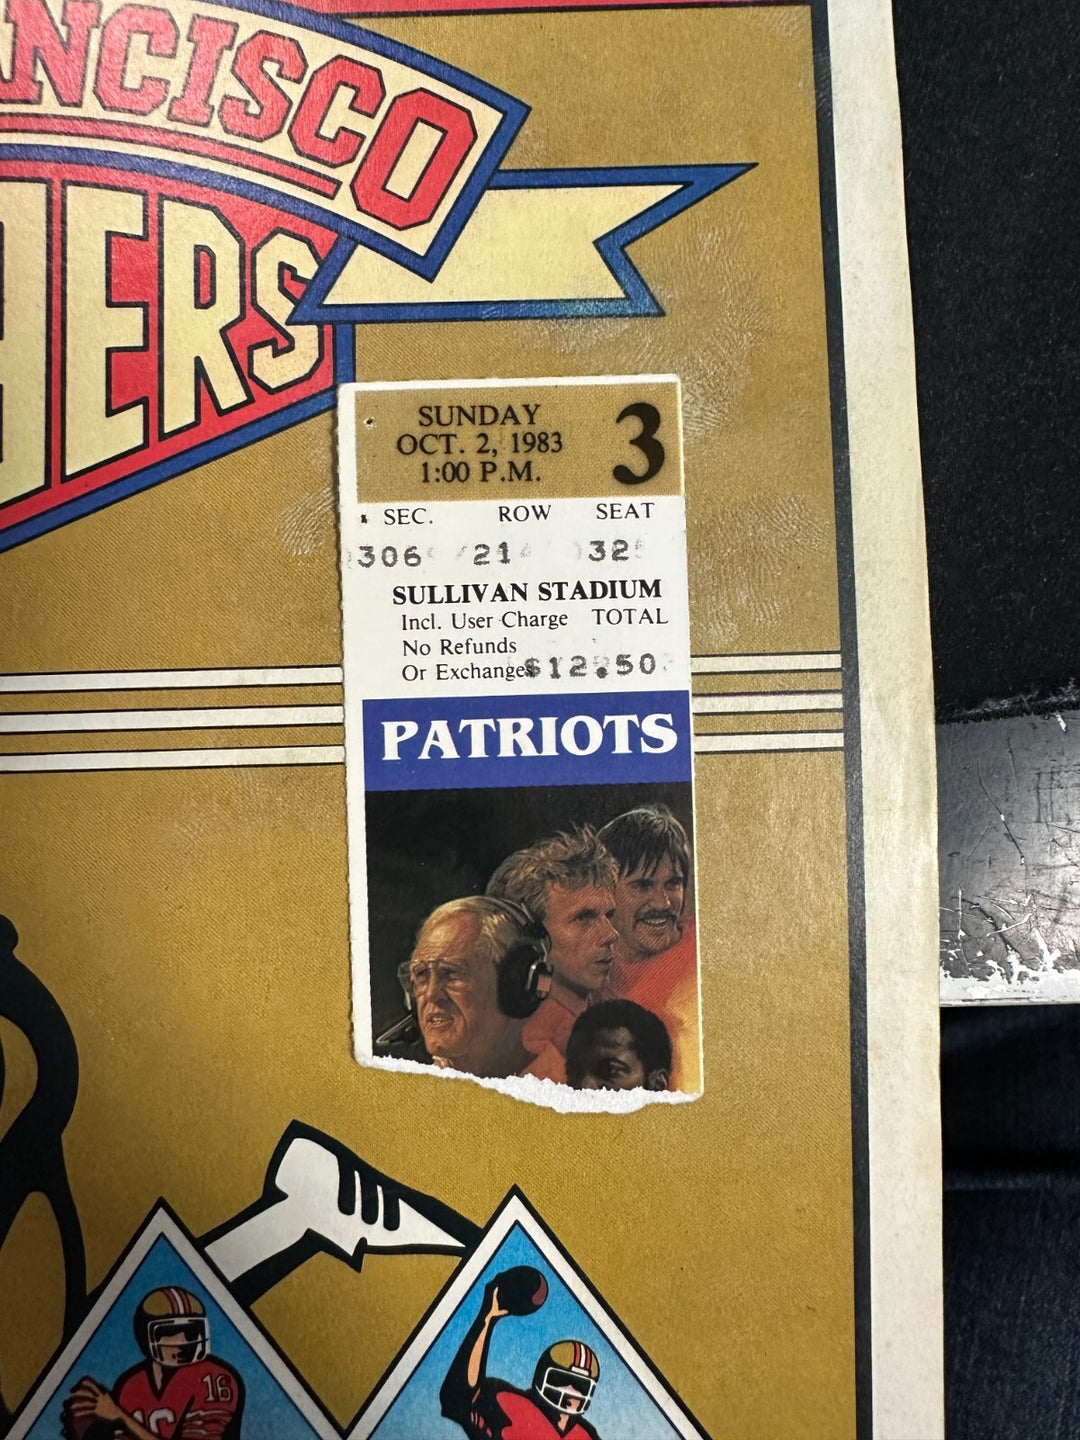 NCISCO
ERS
SUNDAY
OCT. 2, 1983
1:00 P.M.
3
SEC. ROW SEAT
306 21 32
SULLIVAN STADIUM
Incl. User Charge TOTAL
No Refunds
Or Exchanges $12.50
PATRIOTS
16